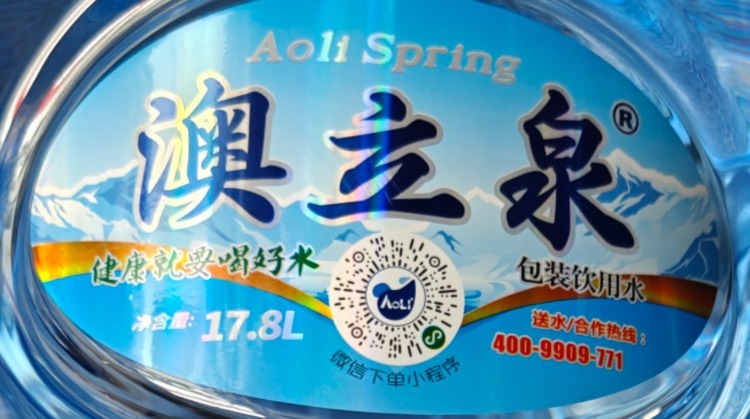 Aoli Spring
澳立泉®
健康就要喝好水
包装饮用水
AOLI
净含量: 17.8L
送水/合作热线:
400-9909-771
微信下单小程序